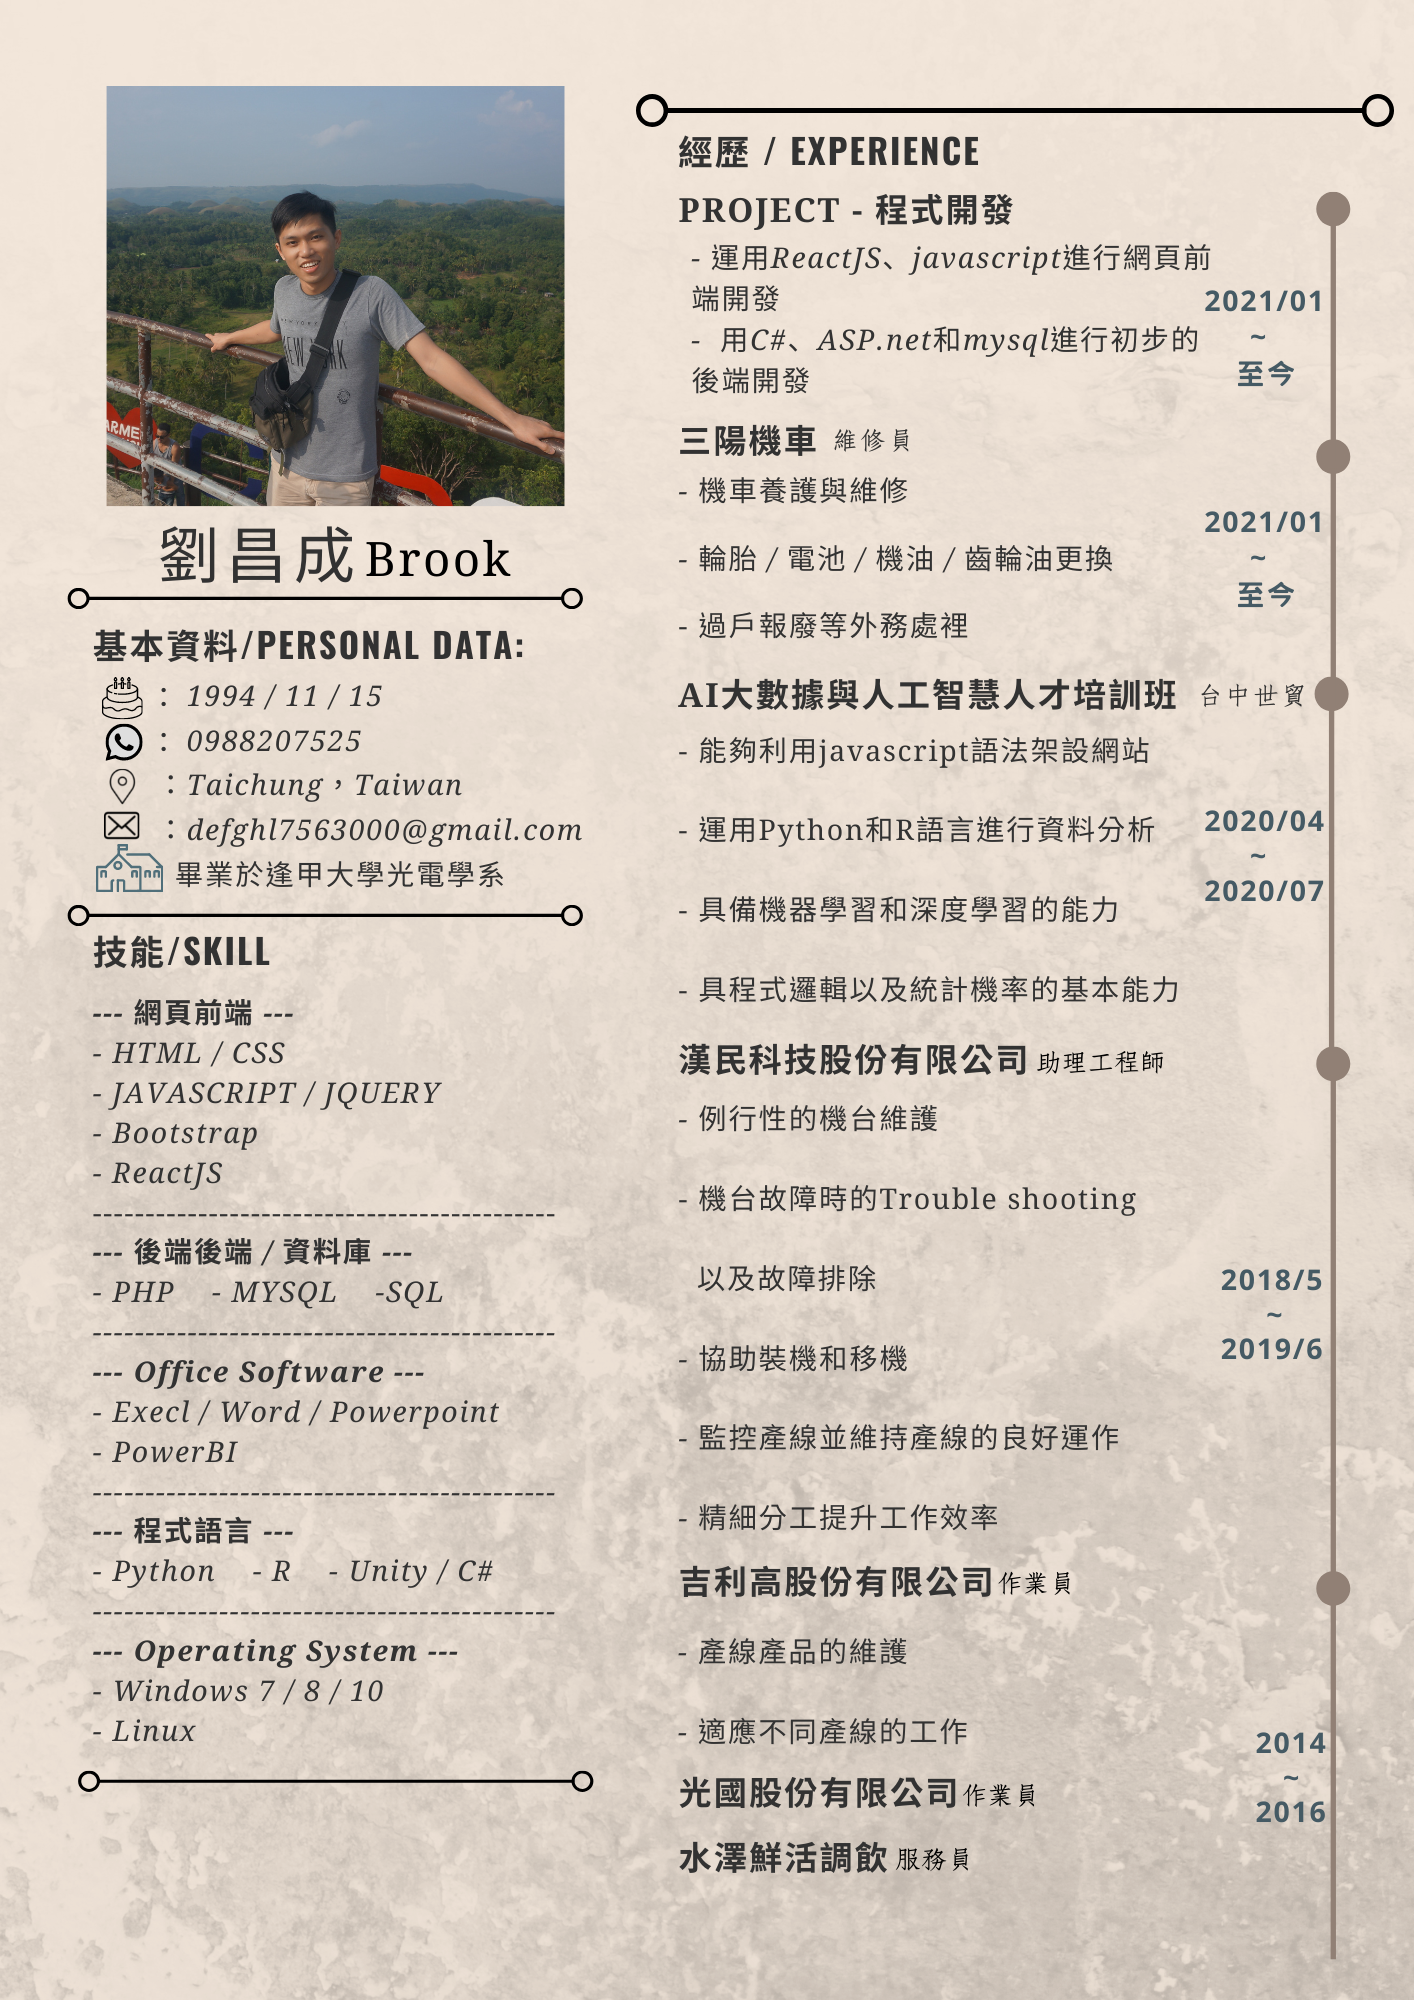 劉昌成 Brook
基本資料/PERSONAL DATA:
： 1994 / 11 / 15
： 0988207525
：Taichung，Taiwan
：defghl7563000@gmail.com
畢業於逢甲大學光電學系
技能/SKILL
--- 網頁前端 ---
- HTML / CSS
- JAVASCRIPT / JQUERY
- Bootstrap
- ReactJS
--------------------------------------------
--- 後端後端 / 資料庫 ---
- PHP - MYSQL -SQL
--------------------------------------------
--- Office Software ---
- Execl / Word / Powerpoint
- PowerBI
--------------------------------------------
--- 程式語言 ---
- Python - R - Unity / C#
--------------------------------------------
--- Operating System ---
- Windows 7 / 8 / 10
- Linux
經歷 / EXPERIENCE
PROJECT - 程式開發
- 運用ReactJS、javascript進行網頁前
端開發
- 用C#、ASP.net和mysql進行初步的
後端開發
2021/01
~
至今
三陽機車 維修員
- 機車養護與維修
- 輪胎 / 電池 / 機油 / 齒輪油更換
- 過戶報廢等外務處裡
2021/01
~
至今
AI大數據與人工智慧人才培訓班 台中世貿
- 能夠利用javascript語法架設網站
- 運用Python和R語言進行資料分析
- 具備機器學習和深度學習的能力
- 具程式邏輯以及統計機率的基本能力
2020/04
~
2020/07
漢民科技股份有限公司 助理工程師
- 例行性的機台維護
- 機台故障時的Trouble shooting
以及故障排除
- 協助裝機和移機
- 監控產線並維持產線的良好運作
- 精細分工提升工作效率
2018/5
~
2019/6
吉利高股份有限公司 作業員
- 產線產品的維護
- 適應不同產線的工作
光國股份有限公司 作業員
水澤鮮活調飲 服務員
2014
~
2016